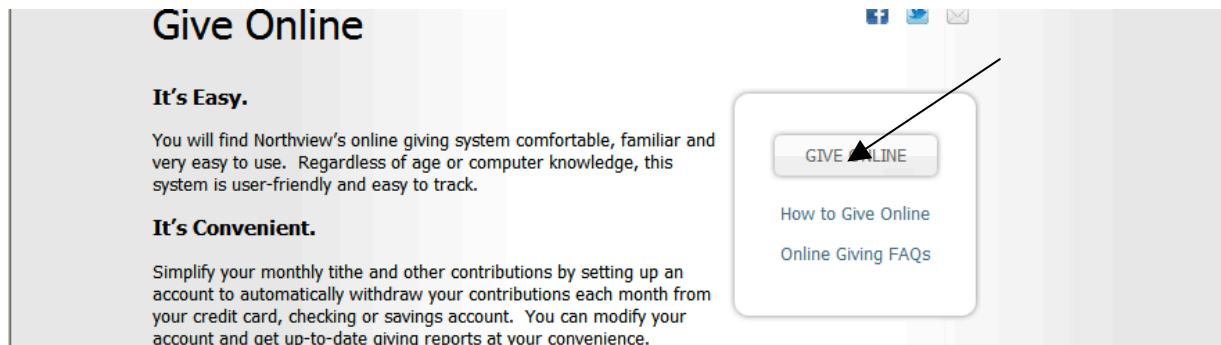 Give Online
It's Easy.
You will find Northview's online giving system comfortable, familiar and
very easy to use.  Regardless of age or computer knowledge, this
system is user-friendly and easy to track.
It's Convenient.
Simplify your monthly tithe and other contributions by setting up an
account to automatically withdraw your contributions each month from
your credit card, checking or savings account.  You can modify your
account and get up-to-date giving reports at your convenience.
GIVE ONLINE
How to Give Online
Online Giving FAQs